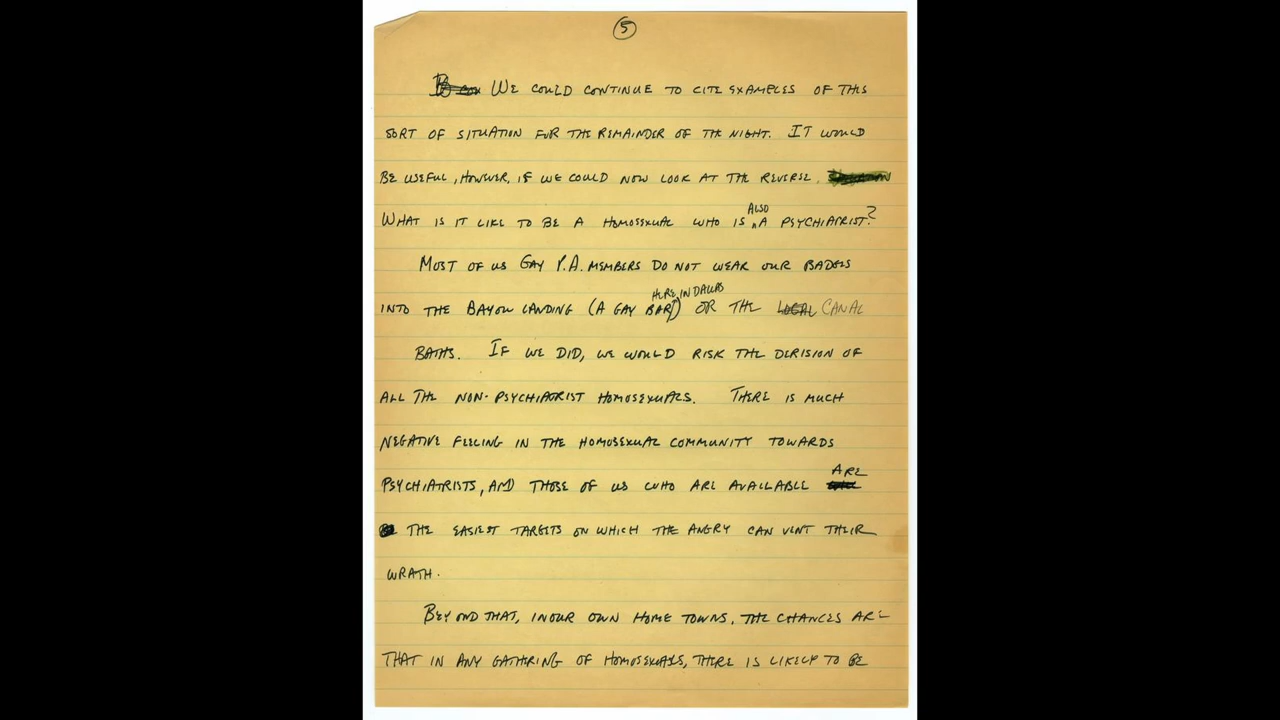 5
WE COULD CONTINUE TO CITE EXAMPLES OF THIS
SORT OF SITUATION FOR THE REMAINDER OF THE NIGHT. IT WOULD
BE USEFUL, HOWEVER, IF WE COULD NOW LOOK AT THE REVERSE.
WHAT IS IT LIKE TO BE A HOMOSEXUAL WHO IS ALSO A PSYCHIATRIST?
MOST OF US GAY P.A. MEMBERS DO NOT WEAR OUR BADGES
INTO THE BAYOU LANDING (A GAY BAR HERE IN DALLAS) OR THE LOCAL CANAL
BATHS. IF WE DID, WE WOULD RISK THE DERISION OF
ALL THE NON-PSYCHIATRIST HOMOSEXUALS. THERE IS MUCH
NEGATIVE FEELING IN THE HOMOSEXUAL COMMUNITY TOWARDS
PSYCHIATRISTS, AND THOSE OF US WHO ARE AVAILABLE ARE
THE EASIEST TARGETS ON WHICH THE ANGRY CAN VENT THEIR
WRATH.
BEYOND THAT, IN OUR OWN HOME TOWNS, THE CHANCES ARE
THAT IN ANY GATHERING OF HOMOSEXUALS, THERE IS LIKELY TO BE